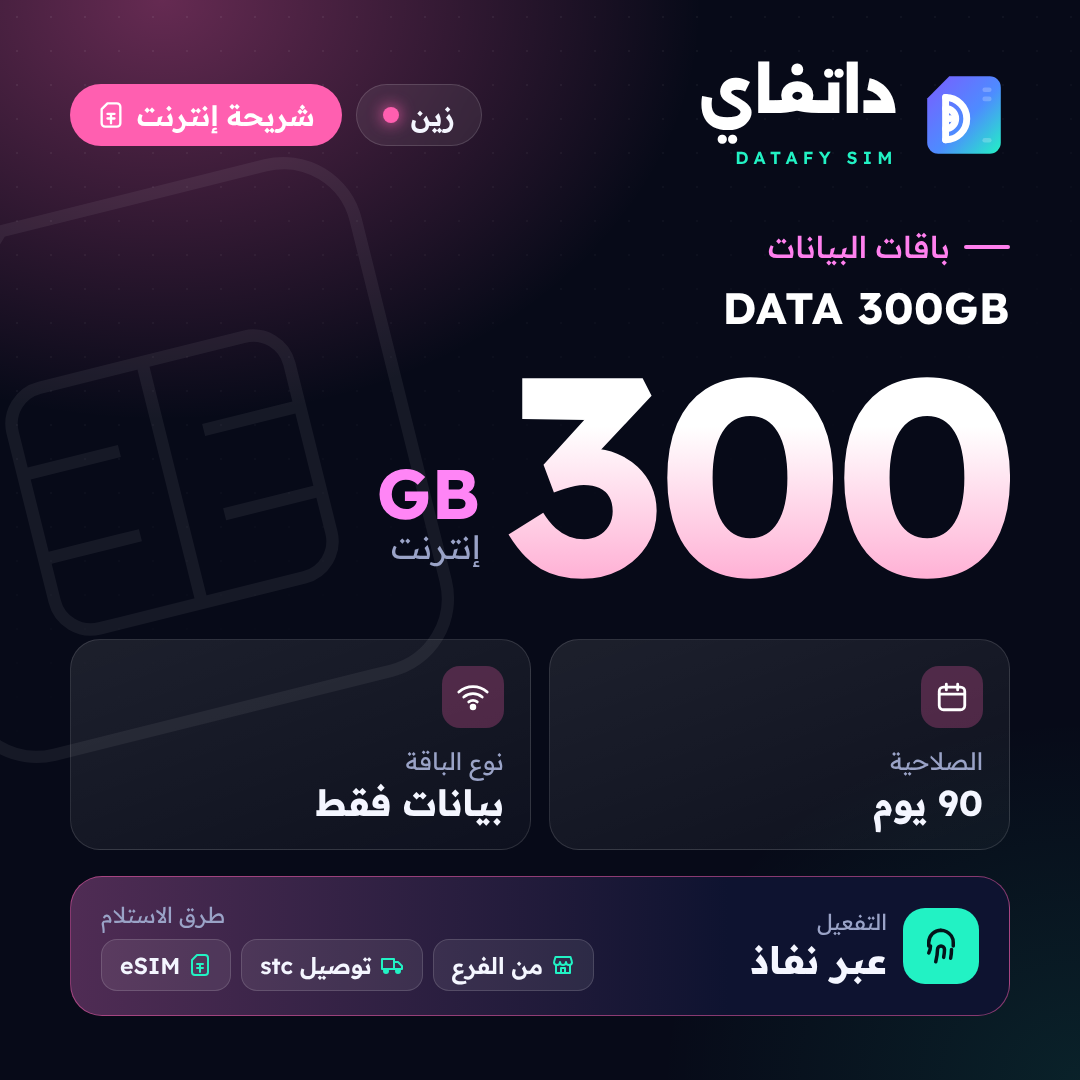 داتفاي
DATAFY SIM
زين
شريحة إنترنت
باقات البيانات
DATA 300GB
300
GB
إنترنت
الصلاحية
90 يوم
نوع الباقة
بيانات فقط
التفعيل
عبر نفاذ
طرق الاستلام
من الفرع
توصيل stc
eSIM